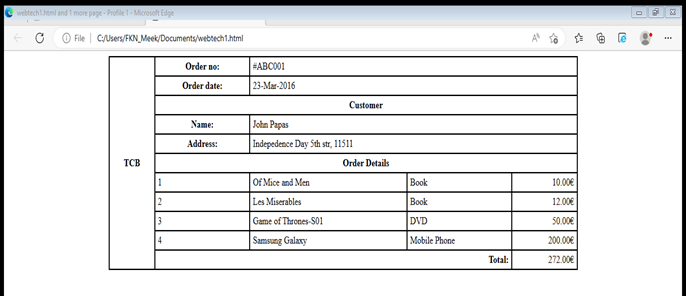 webtech1.html and 1 more page - Profile 1 - Microsoft Edge
File C:/Users/FKN_Meek/Documents/webtech1.html
Order no: #ABC001
Order date: 23-Mar-2016
Customer
Name: John Papas
Address: Indepedence Day 5th str, 11511
TCB Order Details
1 Of Mice and Men Book 10.00€
2 Les Miserables Book 12.00€
3 Game of Thrones-S01 DVD 50.00€
4 Samsung Galaxy Mobile Phone 200.00€
Total: 272.00€